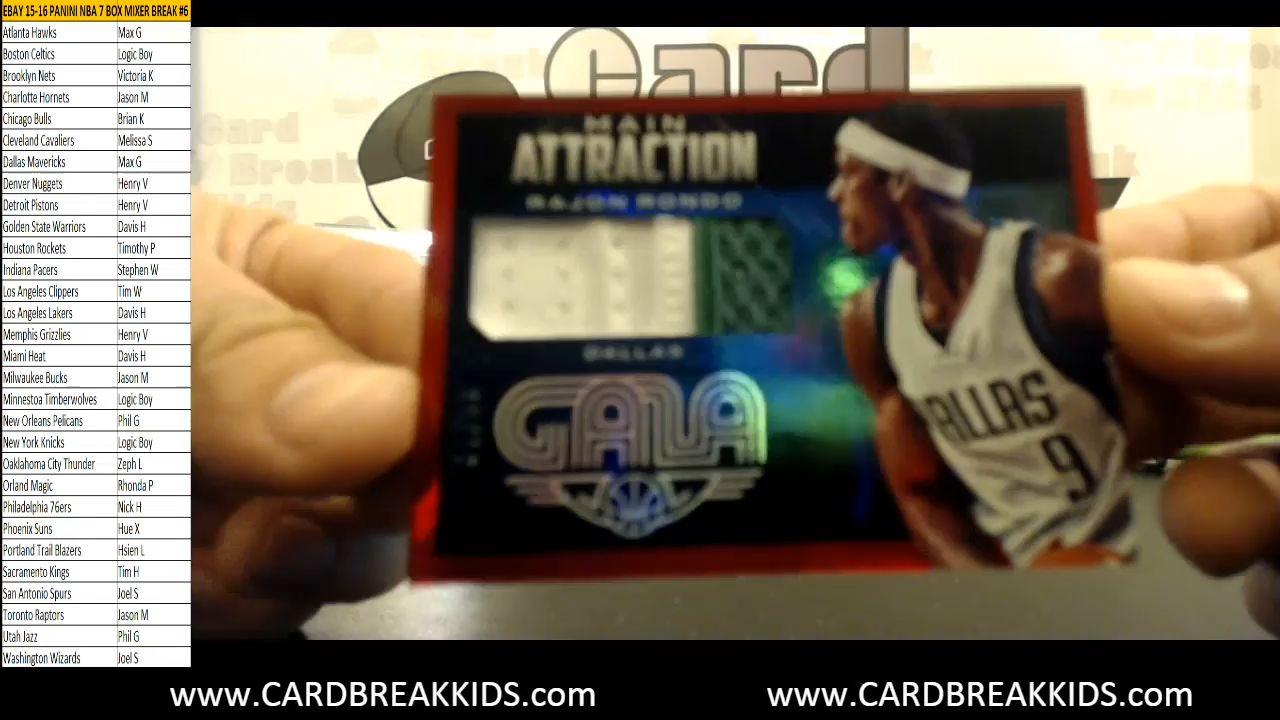 EBAY 15-16 PANINI NBA 7 BOX MIXER BREAK #6
Atlanta Hawks Max G
Boston Celtics Logic Boy
Brooklyn Nets Victoria K
Charlotte Hornets Jason M
Chicago Bulls Brian K
Cleveland Cavaliers Melissa S
Dallas Mavericks Max G
Denver Nuggets Henry V
Detroit Pistons Henry V
Golden State Warriors Davis H
Houston Rockets Timothy P
Indiana Pacers Stephen W
Los Angeles Clippers Tim W
Los Angeles Lakers Davis H
Memphis Grizzlies Henry V
Miami Heat Davis H
Milwaukee Bucks Jason M
Minnestoa Timberwolves Logic Boy
New Orleans Pelicans Phil G
New York Knicks Logic Boy
Oaklahoma City Thunder Zeph L
Orland Magic Rhonda P
Philadelphia 76ers Nick H
Phoenix Suns Hue X
Portland Trail Blazers Hsien L
Sacramento Kings Tim H
San Antonio Spurs Joel S
Toronto Raptors Jason M
Utah Jazz Phil G
Washington Wizards Joel S
Card
Card
Break
MAIN
ATTRACTION
RAJON RONDO
DALLAS
GALA
DALLAS
9
www.CARDBREAKKIDS.com www.CARDBREAKKIDS.com